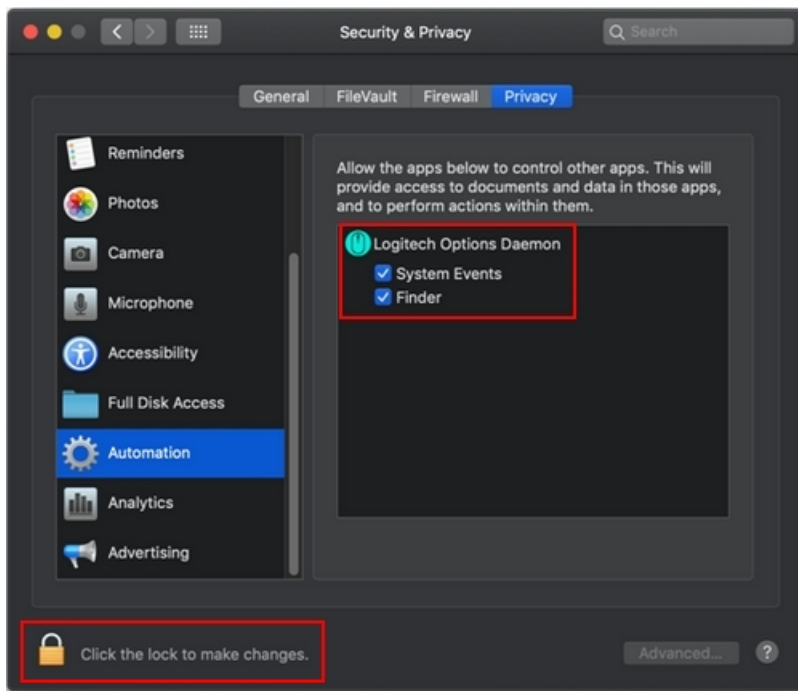 Security & Privacy
Search
General
FileVault
Firewall
Privacy
Reminders
Photos
Camera
Microphone
Accessibility
Full Disk Access
Automation
Analytics
Advertising
Allow the apps below to control other apps. This will
provide access to documents and data in those apps,
and to perform actions within them.
Logitech Options Daemon
System Events
Finder
Click the lock to make changes.
Advanced...
?